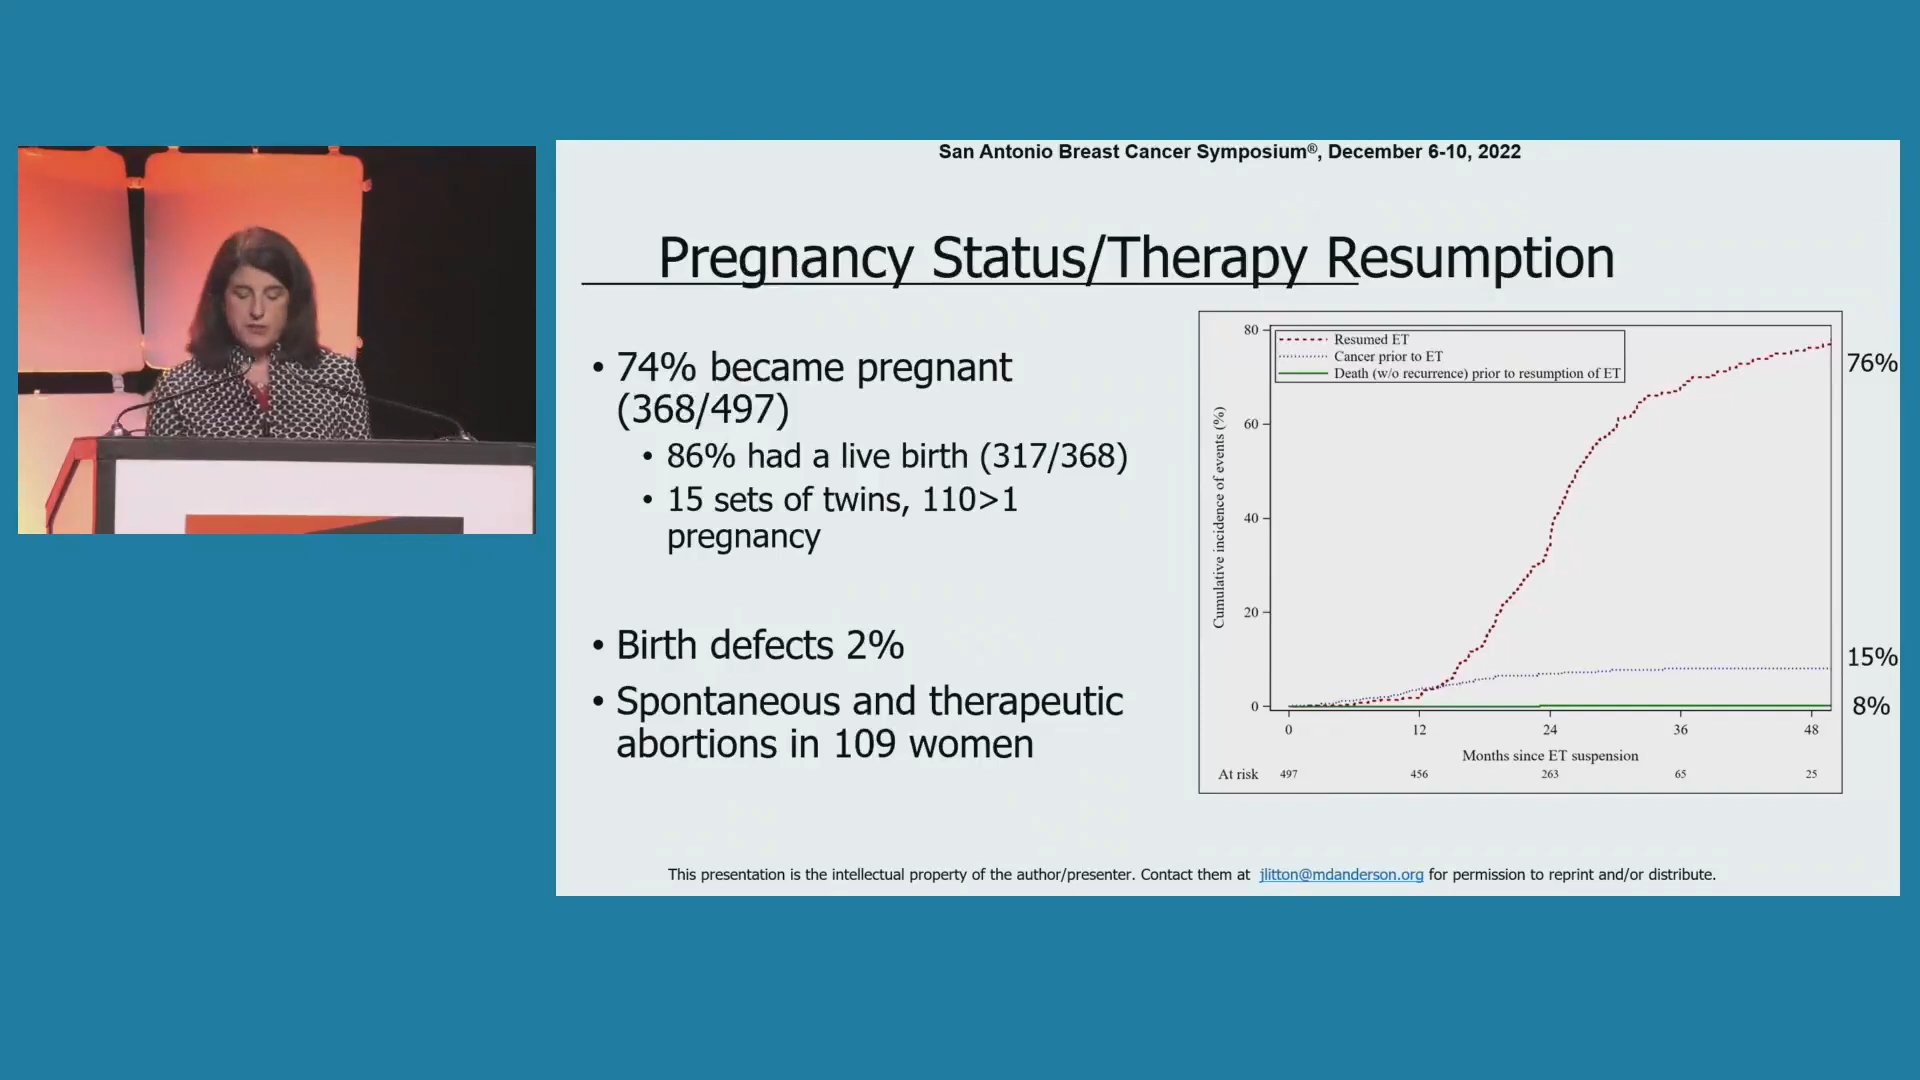 San Antonio Breast Cancer Symposium®, December 6-10, 2022
Pregnancy Status/Therapy Resumption
• 74% became pregnant
(368/497)
• 86% had a live birth (317/368)
• 15 sets of twins, 110>1
pregnancy
• Birth defects 2%
• Spontaneous and therapeutic
abortions in 109 women
Resumed ET
Cancer prior to ET
Death (w/o recurrence) prior to resumption of ET
Cumulative incidence of events (%)
80
60
40
20
0
76%
15%
8%
0 12 24 36 48
Months since ET suspension
At risk 497 456 263 65 25
This presentation is the intellectual property of the author/presenter. Contact them at jlitton@mdanderson.org for permission to reprint and/or distribute.